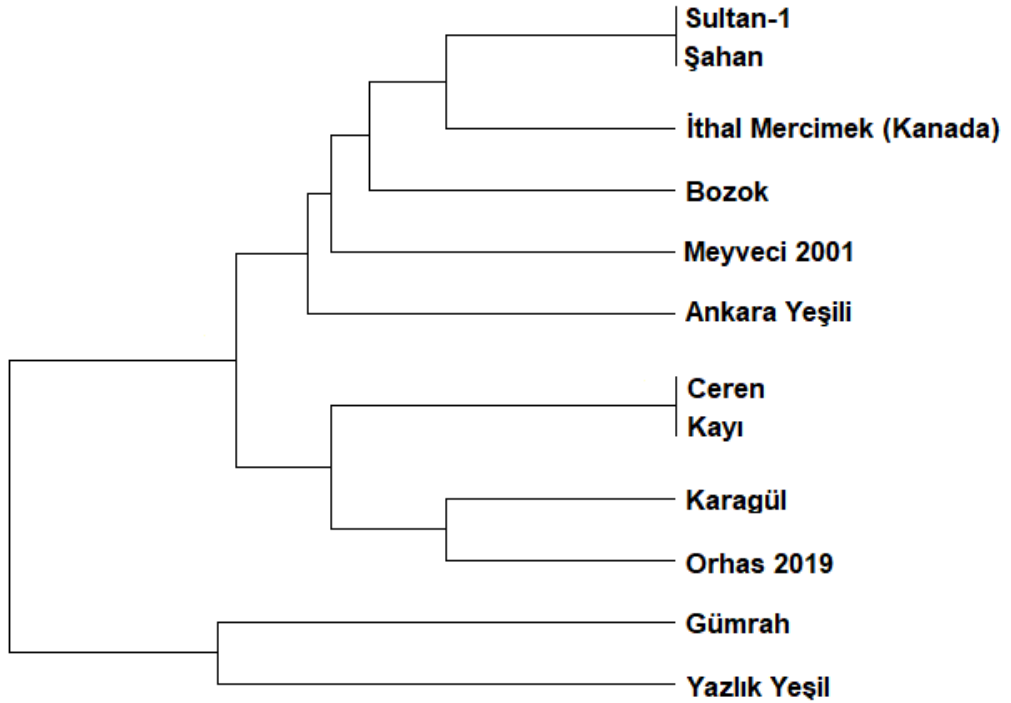 Sultan-1
Şahan
İthal Mercimek (Kanada)
Bozok
Meyveci 2001
Ankara Yeşili
Ceren
Kayı
Karagül
Orhas 2019
Gümrah
Yazlık Yeşil